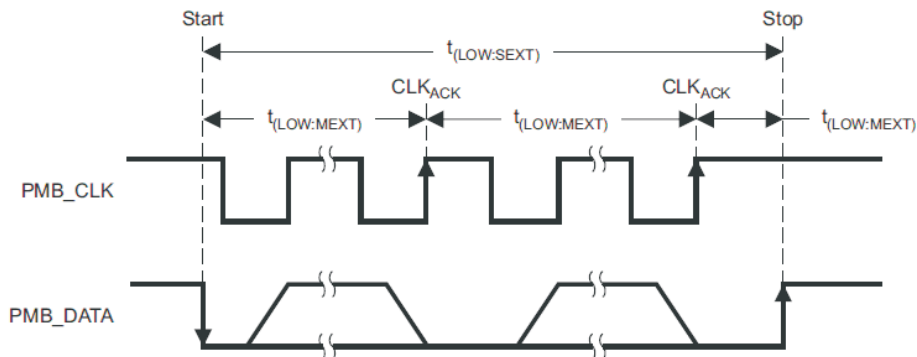 Start Stop
t(LOW:SEXT)
CLKACK CLKACK
t(LOW:MEXT) t(LOW:MEXT) t(LOW:MEXT)
PMB_CLK
PMB_DATA